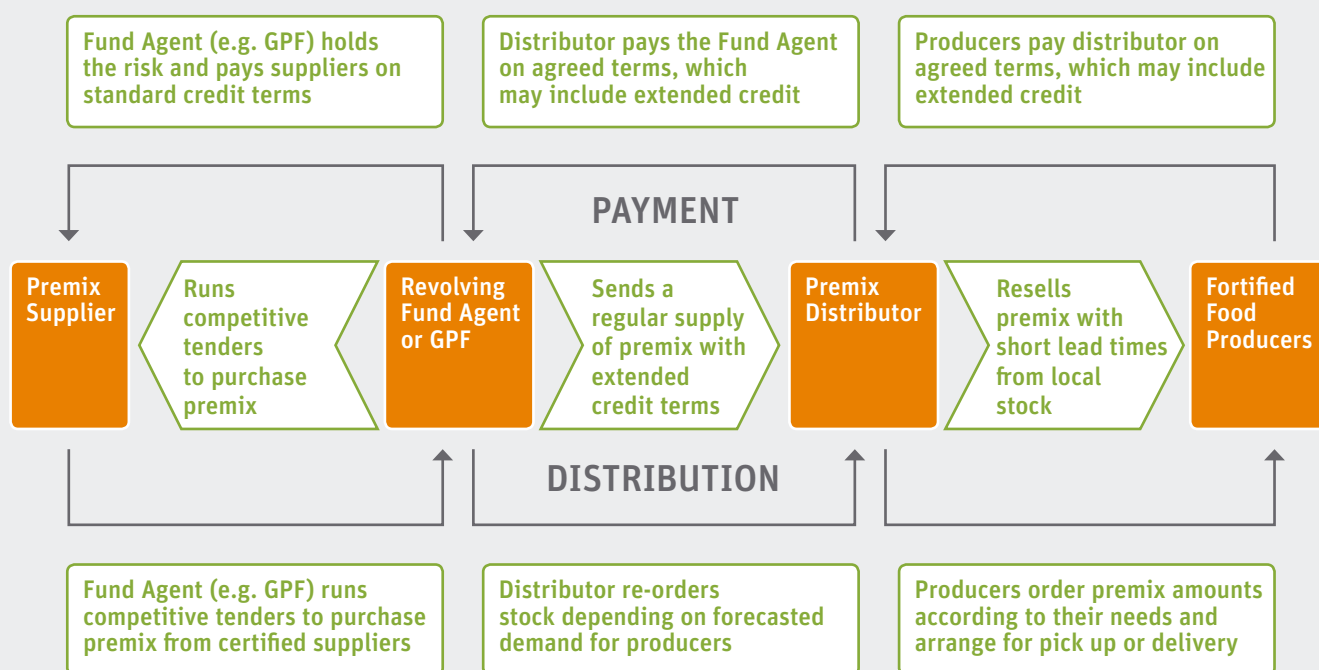 Fund Agent (e.g. GPF) holds
the risk and pays suppliers on
standard credit terms
Distributor pays the Fund Agent
on agreed terms, which
may include extended credit
Producers pay distributor on
agreed terms, which may include
extended credit
PAYMENT
Premix
Supplier
Runs
competitive
tenders
to purchase
premix
Revolving
Fund Agent
or GPF
Sends a
regular supply
of premix with
extended
credit terms
Premix
Distributor
Resells
premix with
short lead times
from local
stock
Fortified
Food
Producers
DISTRIBUTION
Fund Agent (e.g. GPF) runs
competitive tenders to purchase
premix from certified suppliers
Distributor re-orders
stock depending on forecasted
demand for producers
Producers order premix amounts
according to their needs and
arrange for pick up or delivery